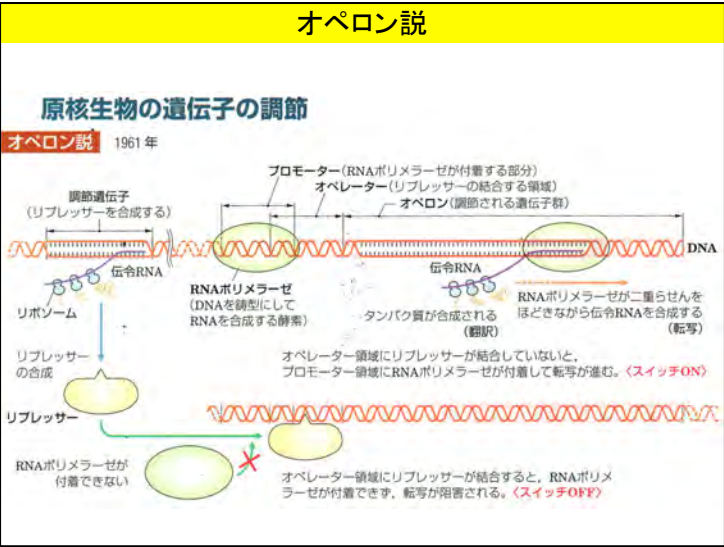 オペロン説
原核生物の遺伝子の調節
オペロン説 1961年
プロモーター(RNAポリメラーゼが付着する部分)
オペレーター(リプレッサーの結合する領域)
オペロン(調節される遺伝子群)
調節遺伝子
(リプレッサーを合成する)
DNA
伝令RNA
リボソーム
RNAポリメラーゼ
(DNAを鋳型にして
RNAを合成する酵素)
伝令RNA
タンパク質が合成される
(翻訳)
RNAポリメラーゼが二重らせんを
ほどきながら伝令RNAを合成する
(転写)
リプレッサー
の合成
オペレーター領域にリプレッサーが結合していないと,
プロモーター領域にRNAポリメラーゼが付着して転写が進む。〈スイッチON〉
リプレッサー
RNAポリメラーゼが
付着できない
オペレーター領域にリプレッサーが結合すると, RNAポリメ
ラーゼが付着できず, 転写が阻害される。〈スイッチOFF〉